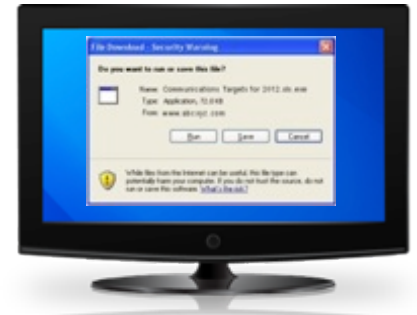 File Download - Security Warning
Do you want to run or save this file?
Name: Communications Targets for 2012.xls.exe
Type: Application, 72.0 KB
From: www.abcxyz.com
Run Save Cancel
While files from the Internet can be useful, this file type can
potentially harm your computer. If you do not trust the source, do not
run or save this software. What's the risk?